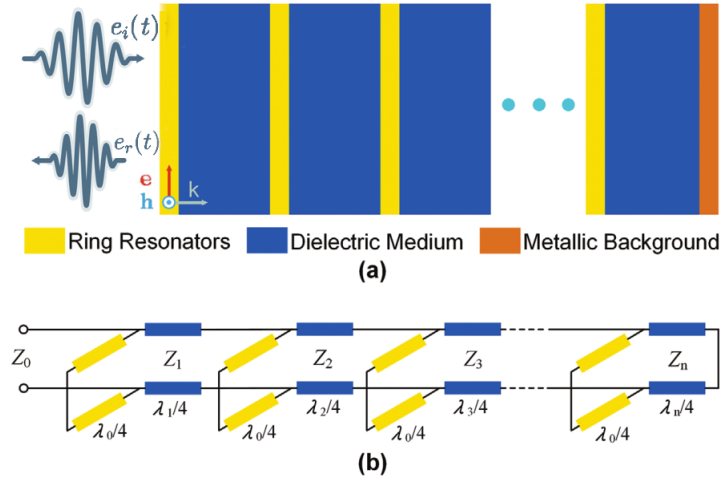 e_i(t)
e_r(t)
e
h
k
Ring Resonators
Dielectric Medium
Metallic Background
(a)
Z_0
Z_1
Z_2
Z_3
Z_n
λ_1/4
λ_2/4
λ_3/4
λ_n/4
λ_0/4
λ_0/4
λ_0/4
λ_0/4
(b)